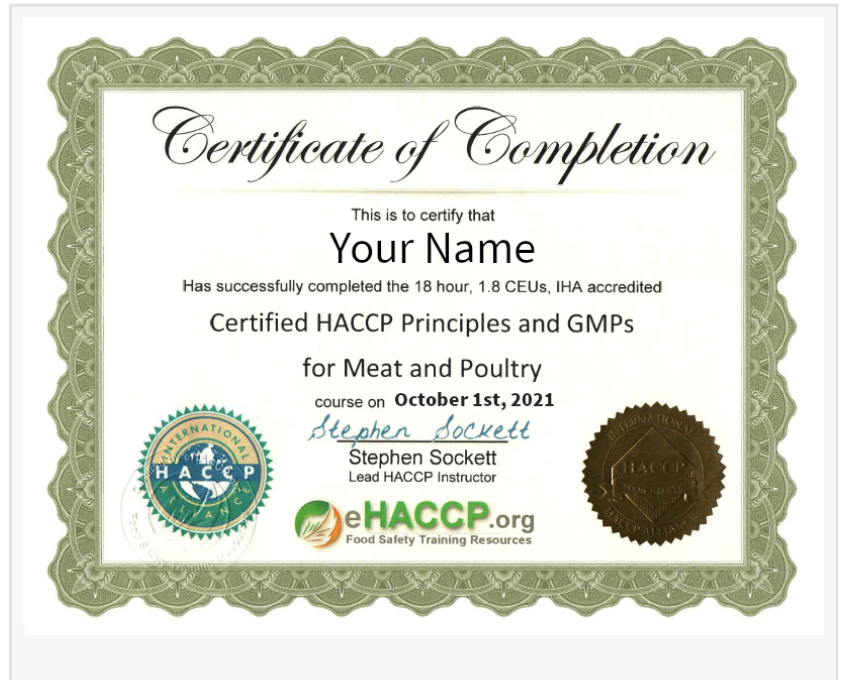 Certificate of Completion
This is to certify that
Your Name
Has successfully completed the 18 hour, 1.8 CEUs, IHA accredited
Certified HACCP Principles and GMPs
for Meat and Poultry
course on October 1st, 2021
Stephen Sockett
Stephen Sockett
Lead HACCP Instructor
INTERNATIONAL
HACCP
ALLIANCE
INTERNATIONAL
HACCP
HACCP ALLIANCE
eHACCP.org
Food Safety Training Resources